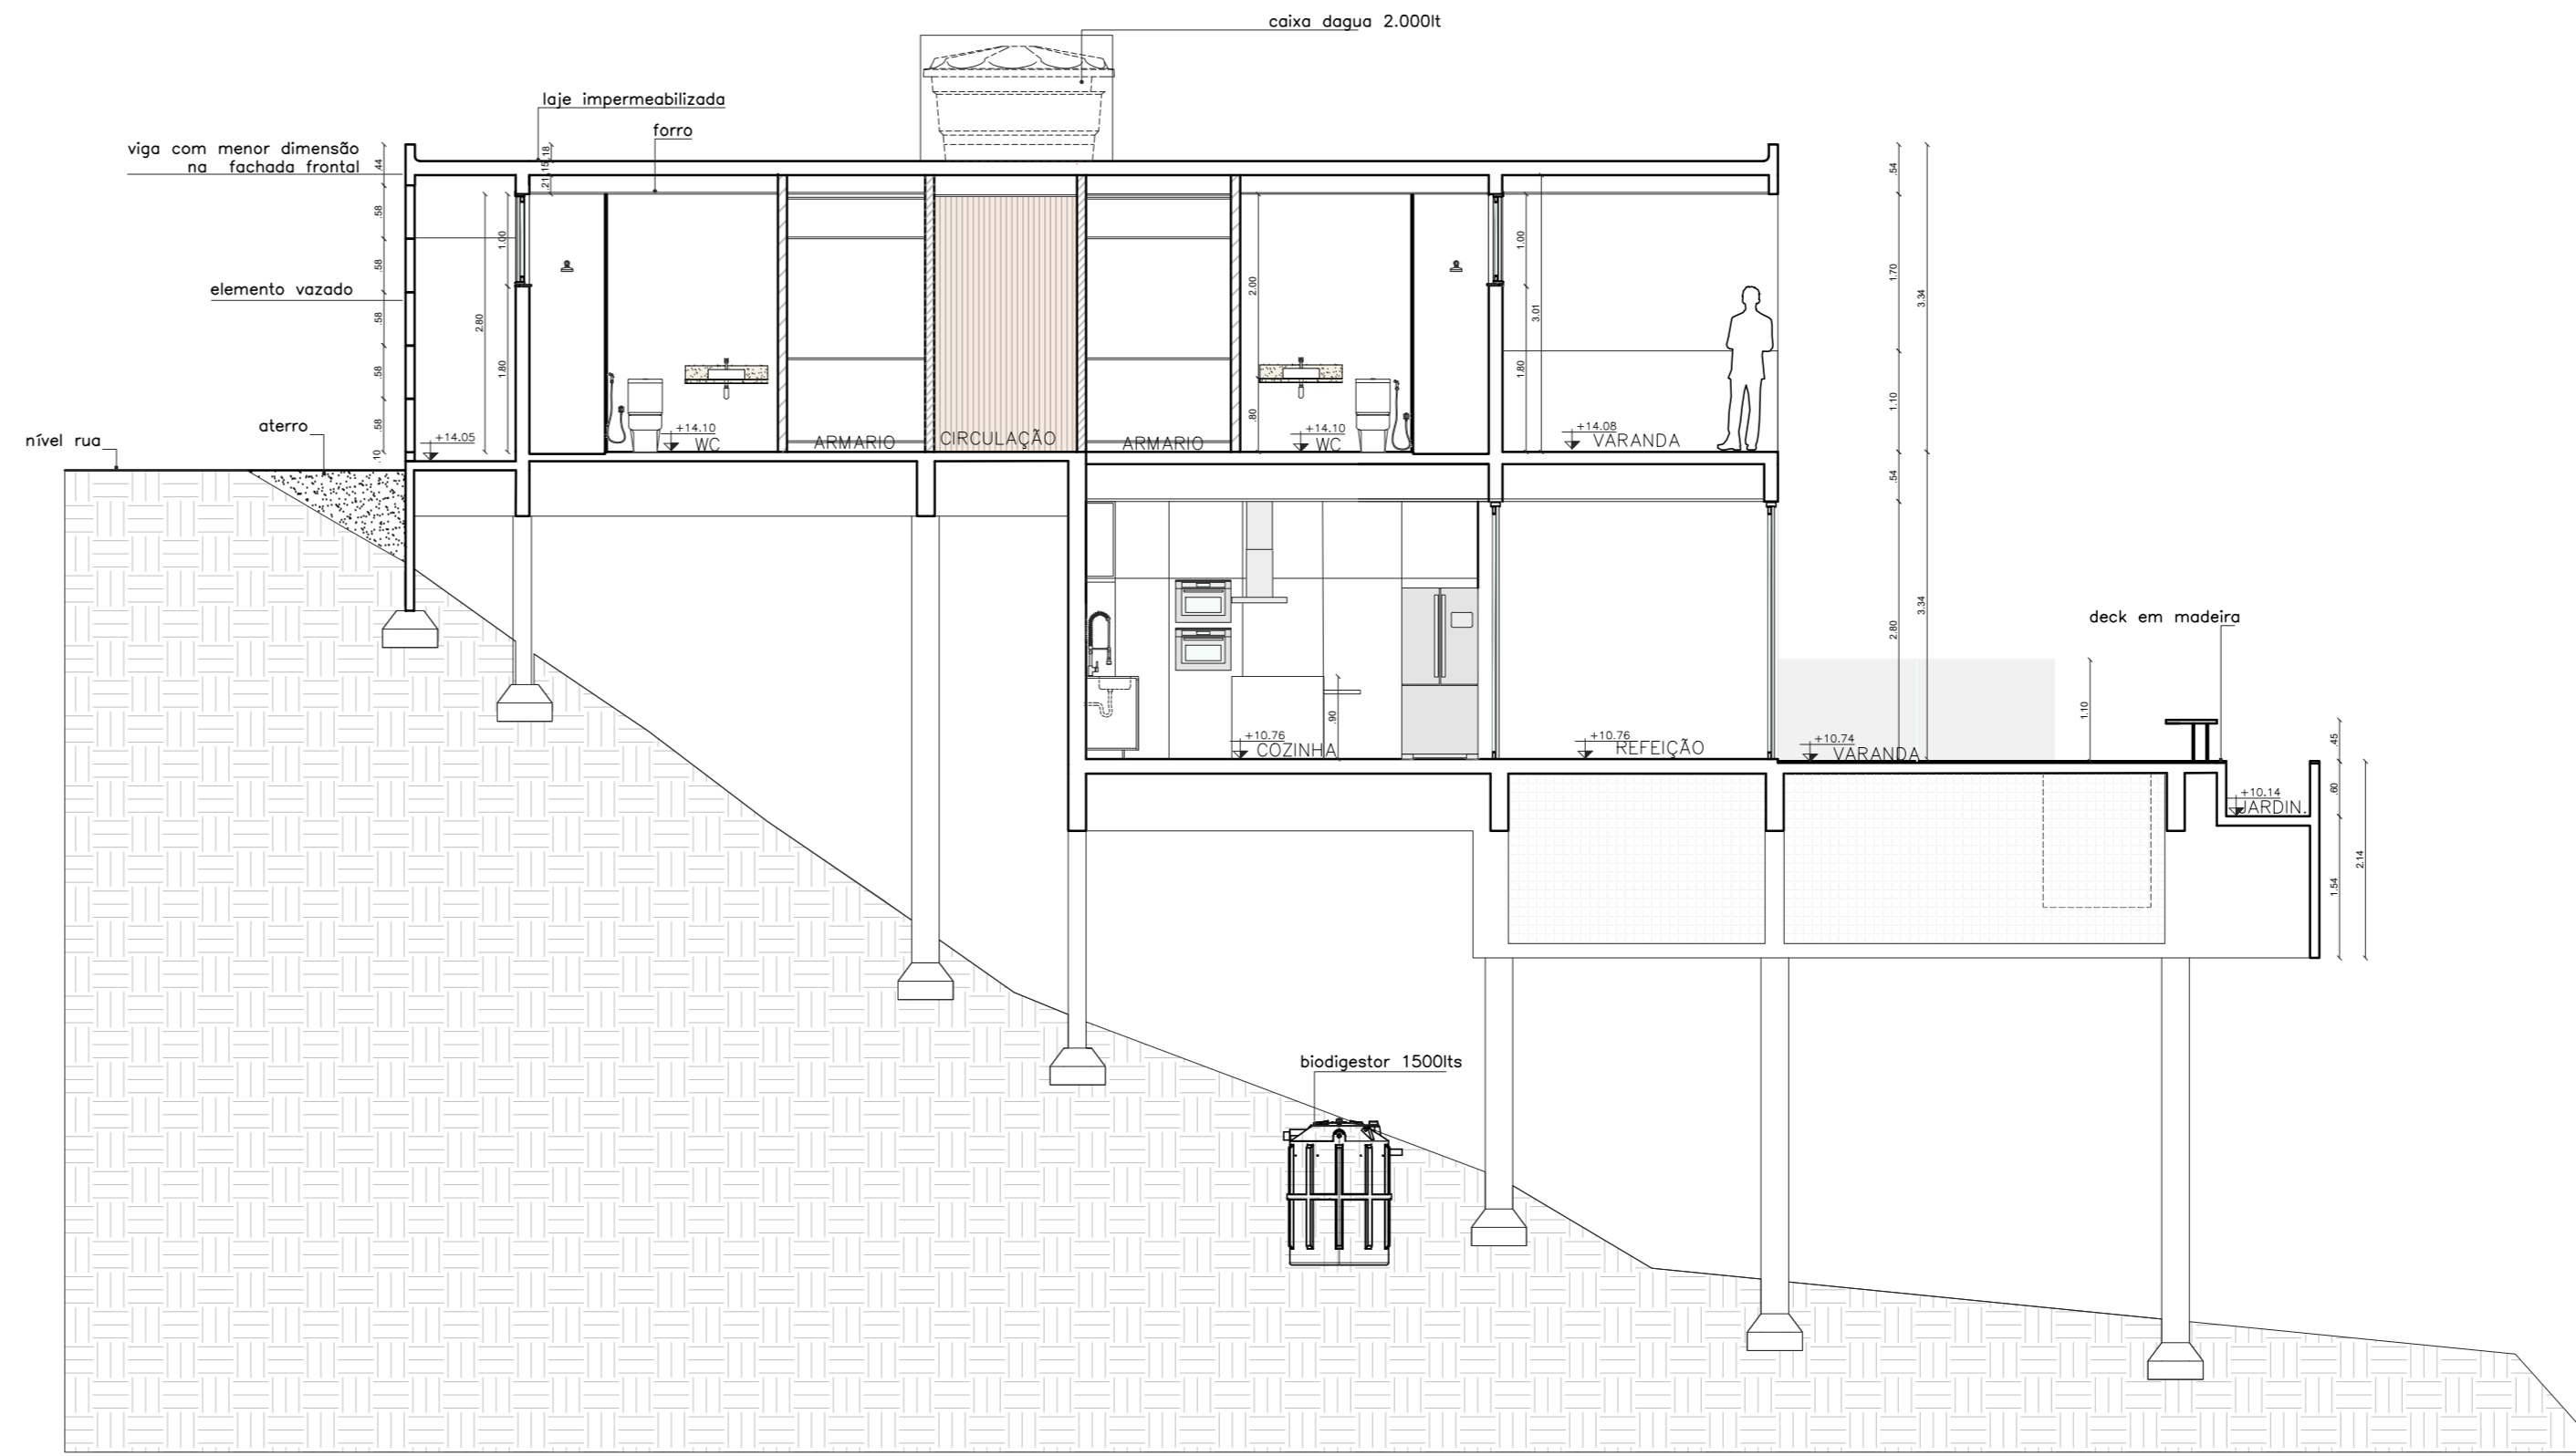 caixa dagua 2.000lt
laje impermeabilizada
forro
viga com menor dimensão
na fachada frontal
elemento vazado
aterro
nível rua
.44
.58
.58
.58
.58
.58
.10
2.80
1.00
1.80
.18
.15
.21
+14.05
+14.10
WC
ARMARIO
CIRCULAÇÃO
ARMARIO
2.00
.80
+14.10
WC
1.00
1.80
3.01
+14.08
VARANDA
.54
1.70
1.10
3.34
.54
2.80
3.34
+10.76
COZINHA
.90
+10.76
REFEIÇÃO
+10.74
VARANDA
1.10
deck em madeira
.45
.60
1.54
2.14
+10.14
JARDIN.
biodigestor 1500lts